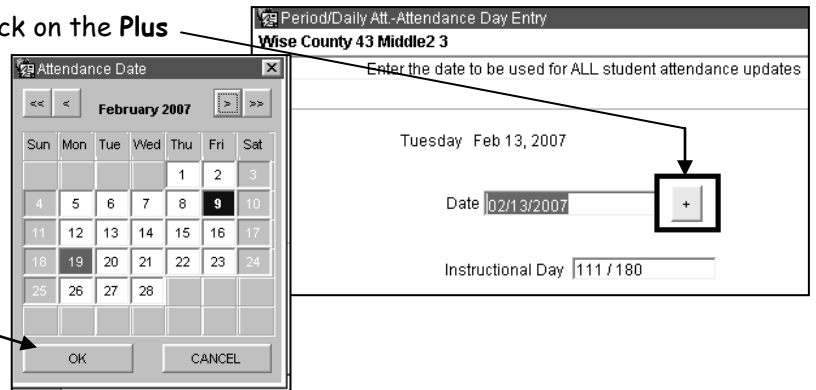 ck on the Plus
Period/Daily Att.-Attendance Day Entry
Wise County 43 Middle2 3
Enter the date to be used for ALL student attendance updates
Tuesday Feb 13, 2007
Date 02/13/2007 +
Instructional Day 111 / 180
Attendance Date X
<< < February 2007 > >>
Sun Mon Tue Wed Thu Fri Sat
1 2 3
4 5 6 7 8 9 10
11 12 13 14 15 16 17
18 19 20 21 22 23 24
25 26 27 28
OK CANCEL